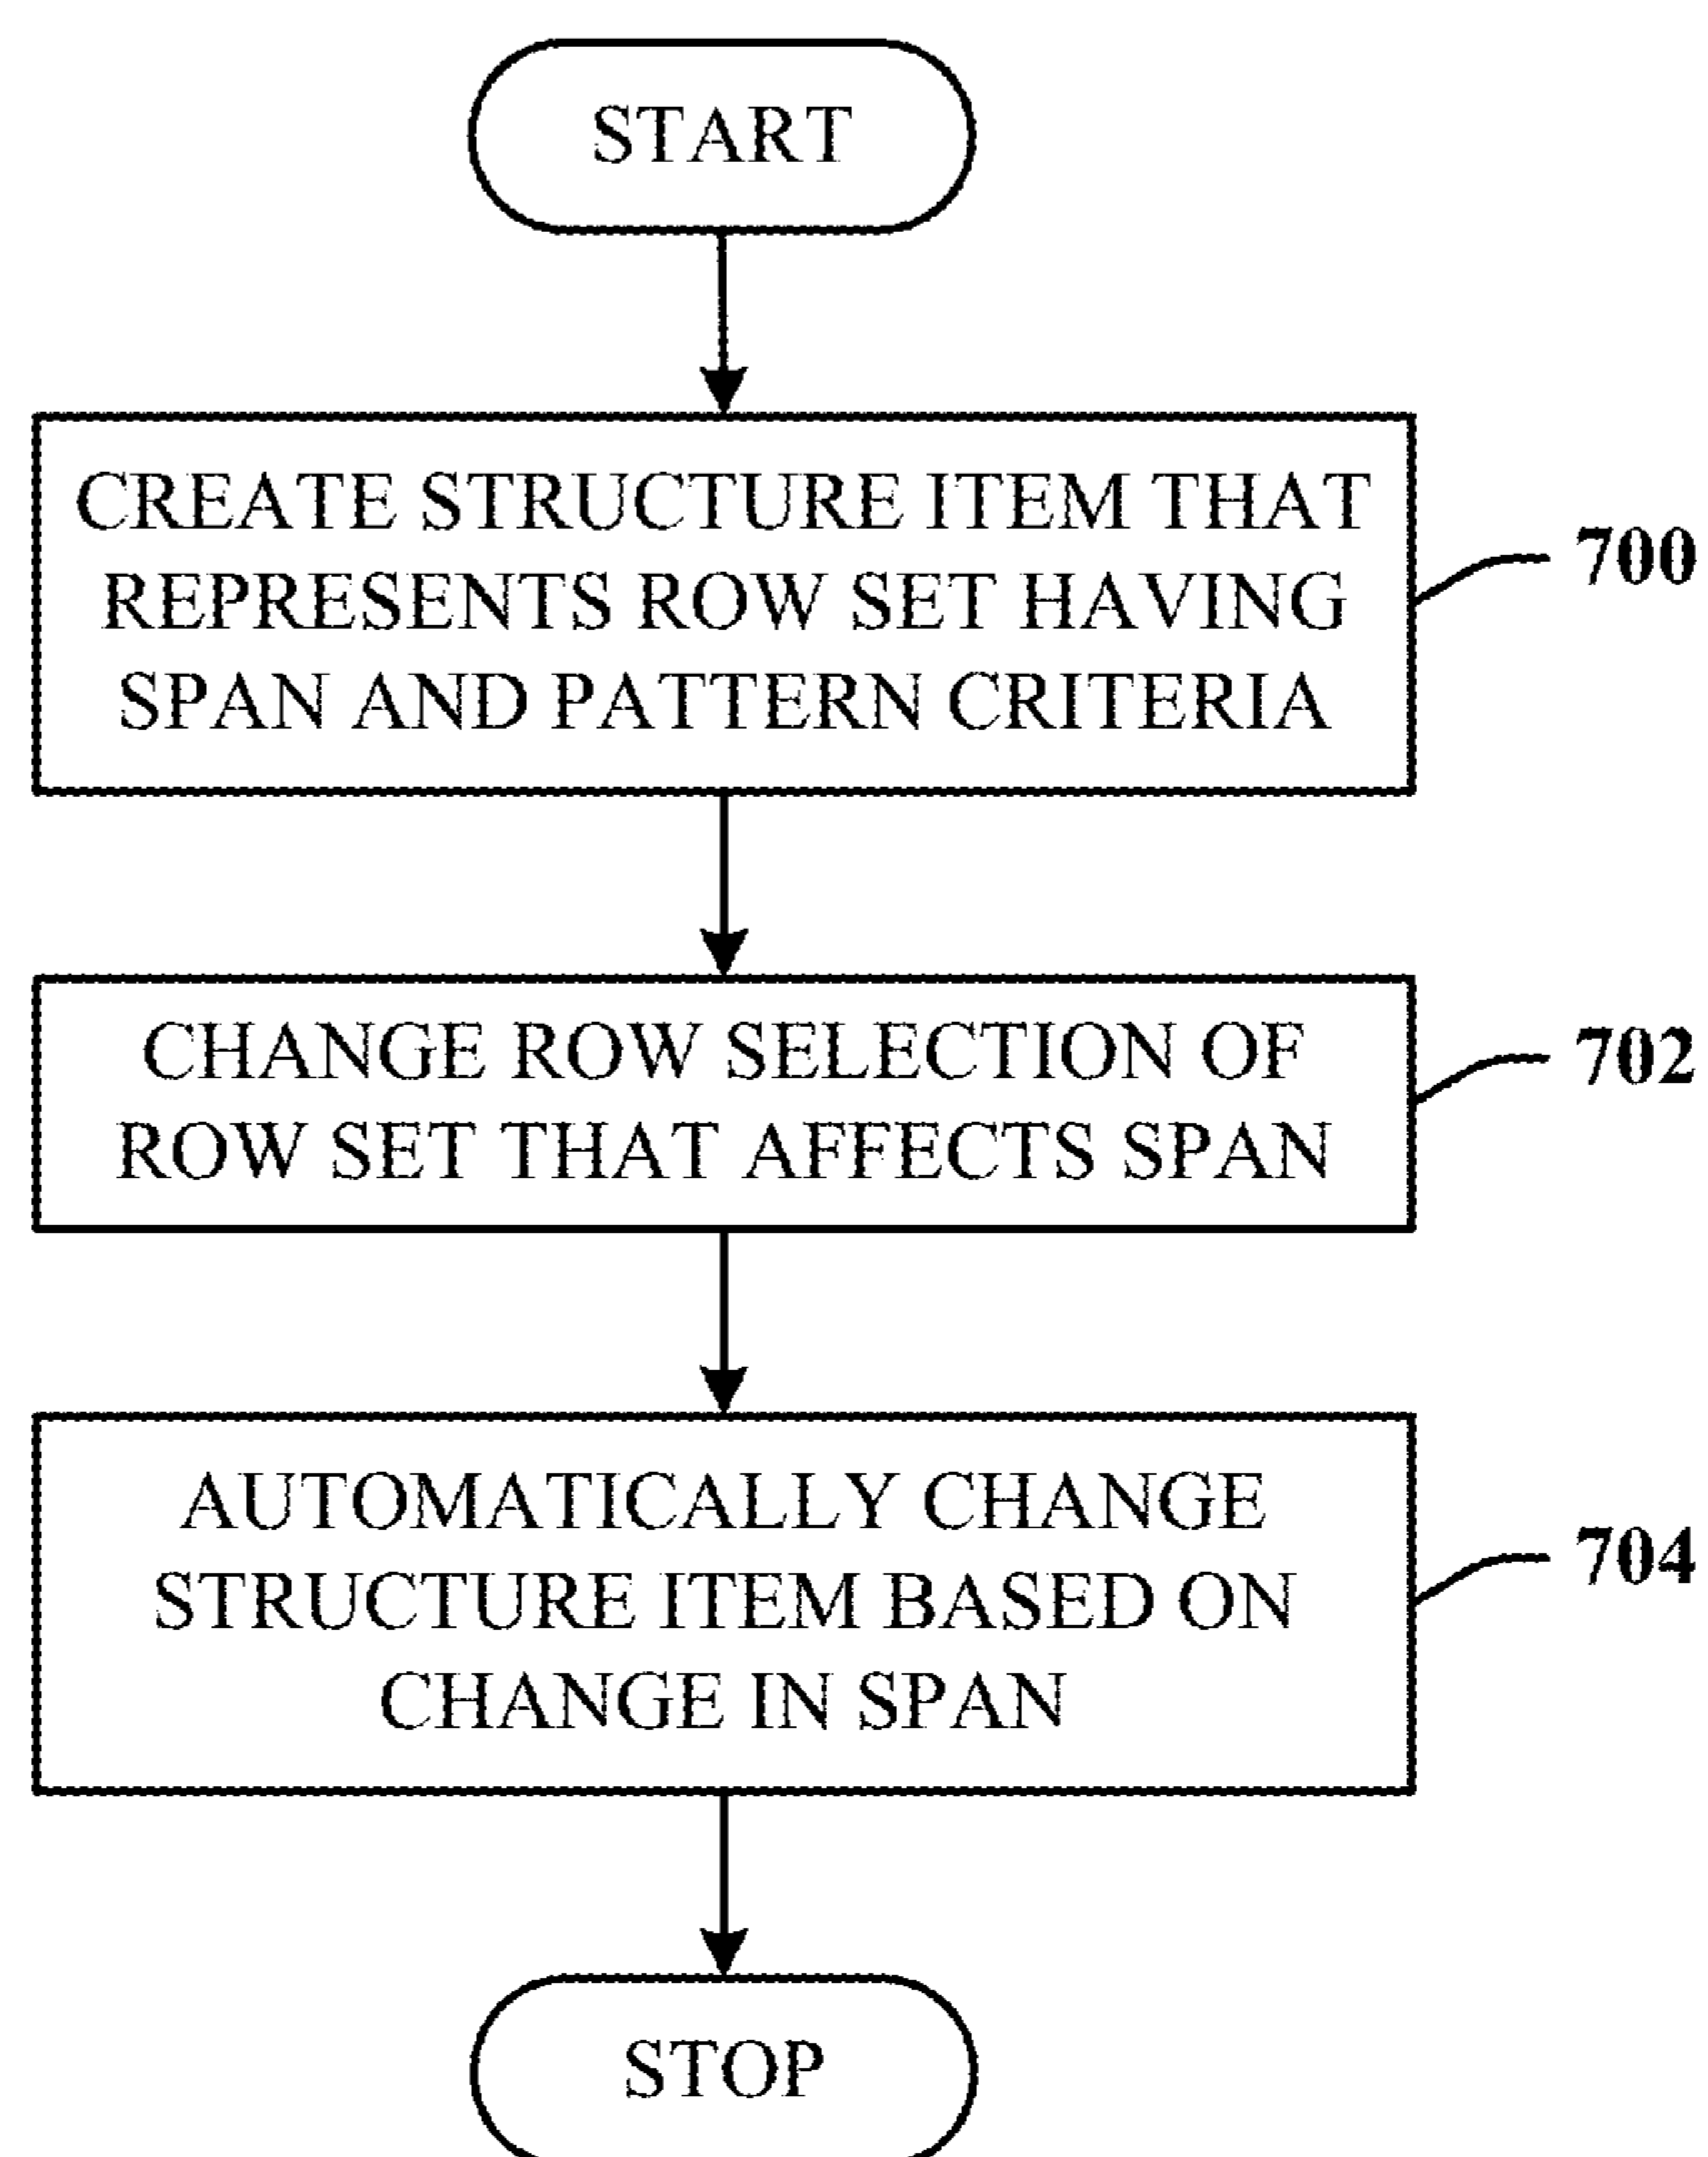 START
CREATE STRUCTURE ITEM THAT
REPRESENTS ROW SET HAVING
SPAN AND PATTERN CRITERIA
700
CHANGE ROW SELECTION OF
ROW SET THAT AFFECTS SPAN
702
AUTOMATICALLY CHANGE
STRUCTURE ITEM BASED ON
CHANGE IN SPAN
704
STOP